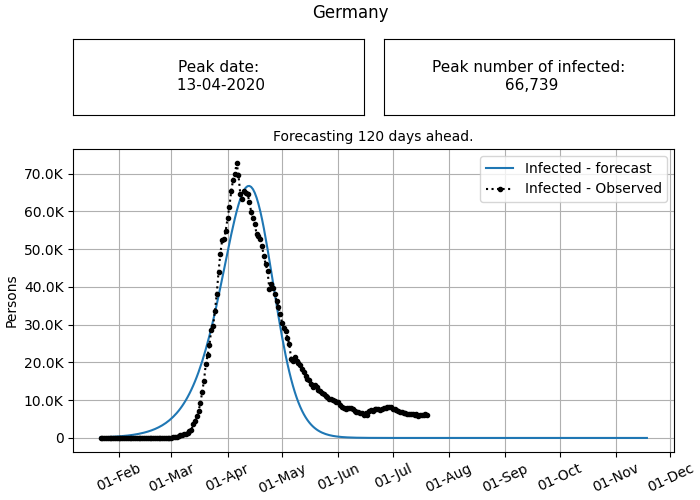 Germany
Peak date:
13-04-2020
Peak number of infected:
66,739
Forecasting 120 days ahead.
Infected - forecast
Infected - Observed
70.0K
60.0K
50.0K
40.0K
30.0K
20.0K
10.0K
0
Persons
01-Feb
01-Mar
01-Apr
01-May
01-Jun
01-Jul
01-Aug
01-Sep
01-Oct
01-Nov
01-Dec